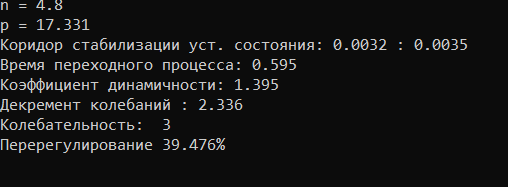 n = 4.8
p = 17.331
Коридор стабилизации уст. состояния: 0.0032 : 0.0035
Время переходного процесса: 0.595
Коэффициент динамичности: 1.395
Декремент колебаний : 2.336
Колебательность:  3
Перерегулирование 39.476%